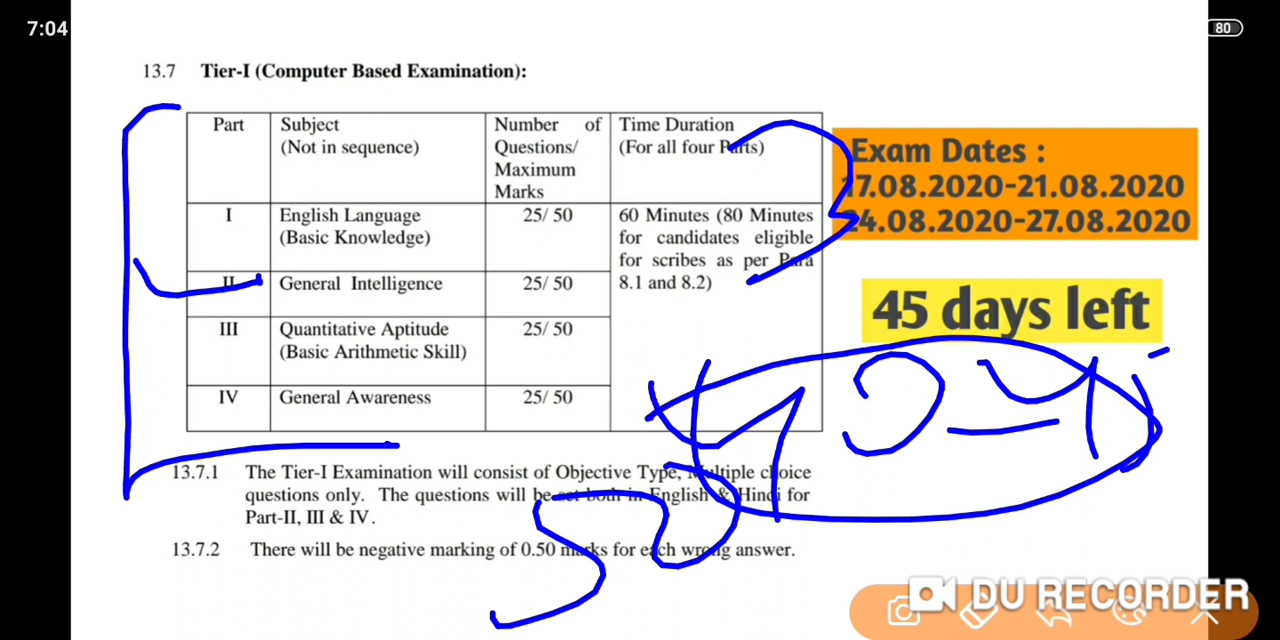 7:04
80
13.7 Tier-I (Computer Based Examination):
Part Subject (Not in sequence) Number of Questions/ Maximum Marks Time Duration (For all four Parts)
I English Language (Basic Knowledge) 25/ 50 60 Minutes (80 Minutes for candidates eligible for scribes as per Para 8.1 and 8.2)
II General Intelligence 25/ 50
III Quantitative Aptitude (Basic Arithmetic Skill) 25/ 50
IV General Awareness 25/ 50
Exam Dates :
17.08.2020-21.08.2020
24.08.2020-27.08.2020
45 days left
13.7.1 The Tier-I Examination will consist of Objective Type, Multiple choice
questions only. The questions will be set both in English & Hindi for
Part-II, III & IV.
13.7.2 There will be negative marking of 0.50 marks for each wrong answer.
DU RECORDER